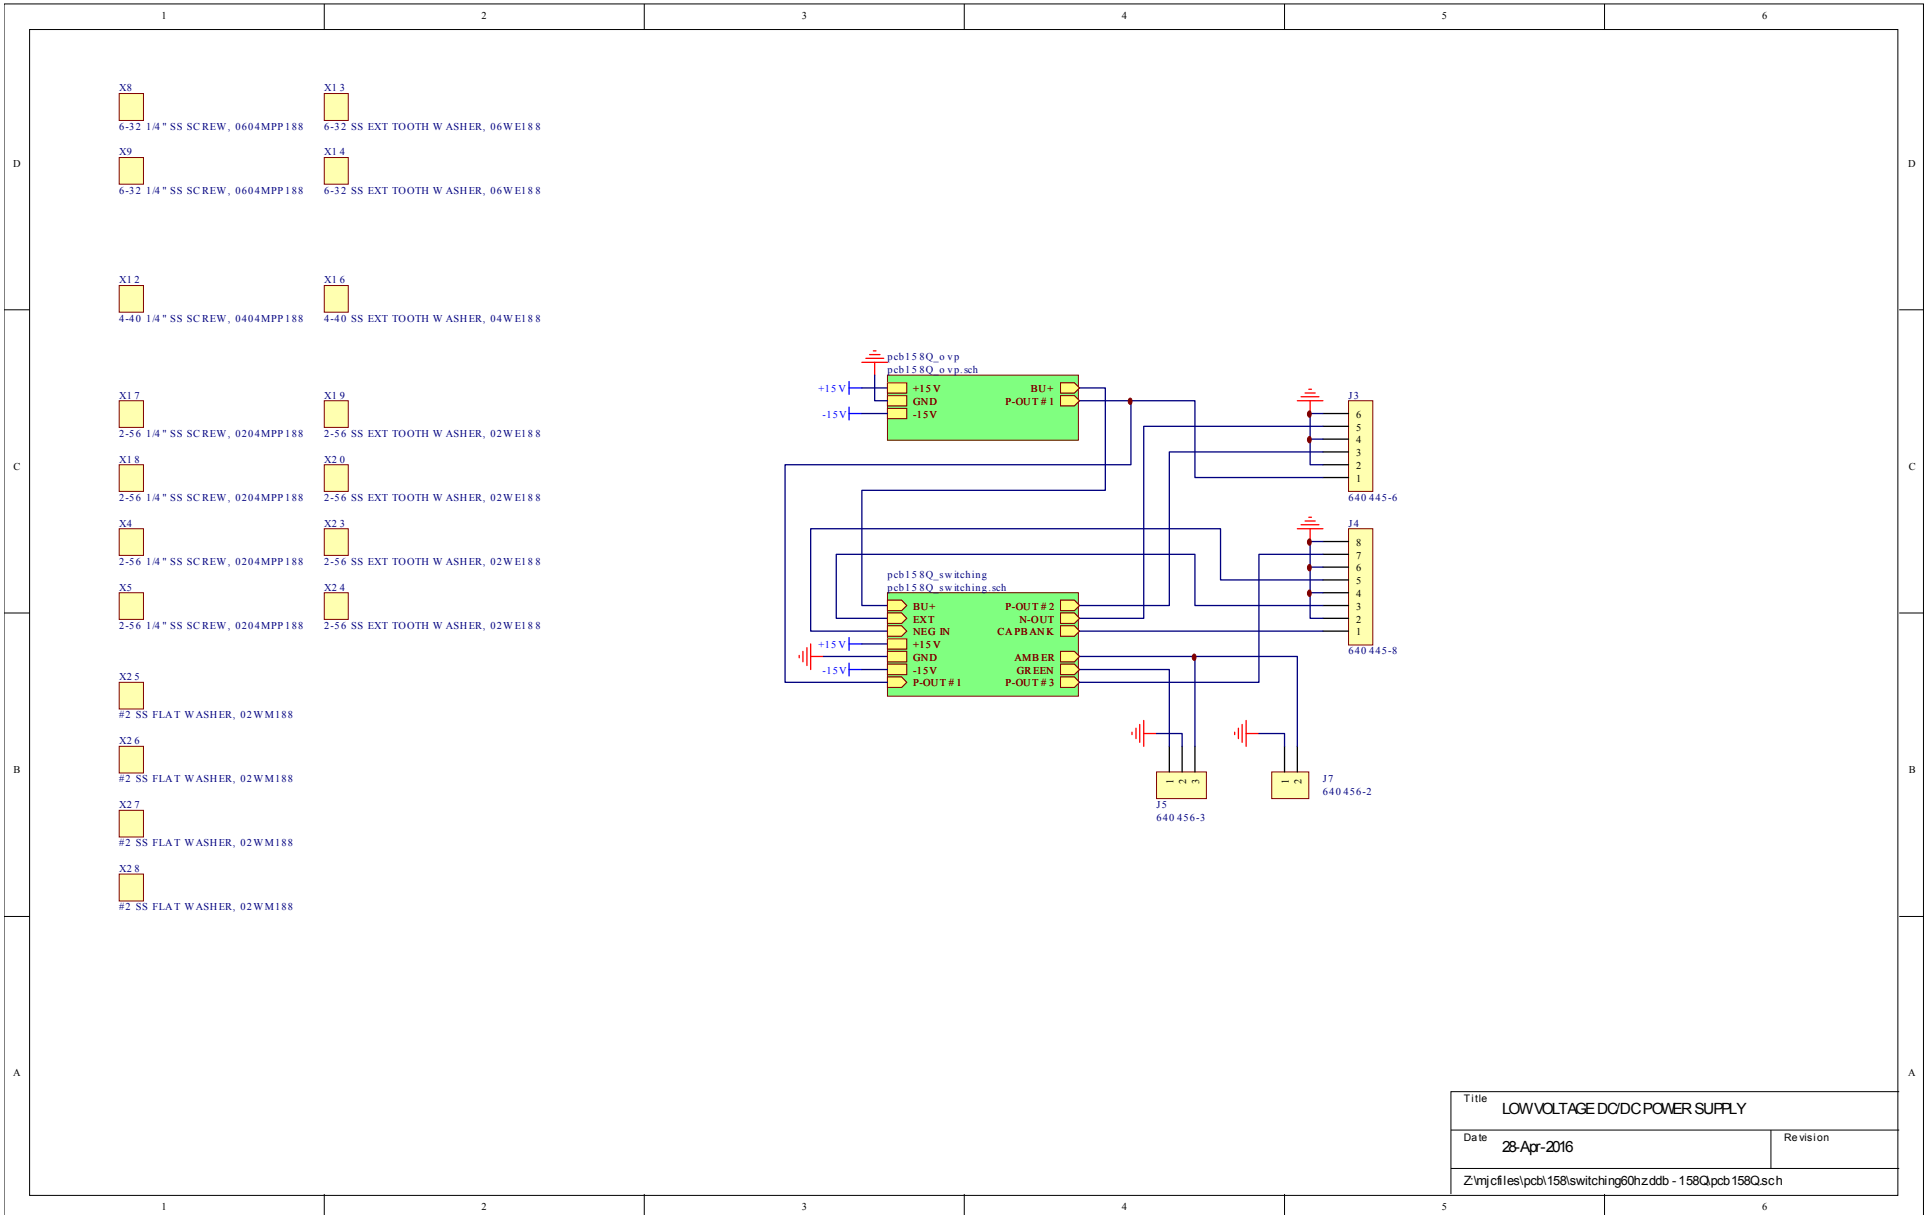 1 2 3 4 5 6
D D
C C
B B
A A
X8
6-32 1/4" SS SCREW, 0604MPP188
X13
6-32 SS EXT TOOTH WASHER, 06WE188
X9
6-32 1/4" SS SCREW, 0604MPP188
X14
6-32 SS EXT TOOTH WASHER, 06WE188
X12
4-40 1/4" SS SCREW, 0404MPP188
X16
4-40 SS EXT TOOTH WASHER, 04WE188
X17
2-56 1/4" SS SCREW, 0204MPP188
X19
2-56 SS EXT TOOTH WASHER, 02WE188
X18
2-56 1/4" SS SCREW, 0204MPP188
X20
2-56 SS EXT TOOTH WASHER, 02WE188
X4
2-56 1/4" SS SCREW, 0204MPP188
X23
2-56 SS EXT TOOTH WASHER, 02WE188
X5
2-56 1/4" SS SCREW, 0204MPP188
X24
2-56 SS EXT TOOTH WASHER, 02WE188
X25
#2 SS FLAT WASHER, 02WM188
X26
#2 SS FLAT WASHER, 02WM188
X27
#2 SS FLAT WASHER, 02WM188
X28
#2 SS FLAT WASHER, 02WM188
pcb158Q_ovp
pcb158Q_ovp.sch
+15V +15V BU+
GND P-OUT#1
-15V -15V
J3
6
5
4
3
2
1
640445-6
J4
8
7
6
5
4
3
2
1
640445-8
pcb158Q_switching
pcb158Q_switching.sch
BU+ P-OUT#2
EXT N-OUT
NEG IN CAPBANK
+15V +15V
GND AMBER
-15V -15V GREEN
P-OUT#1 P-OUT#3
1 2 3
J5
640456-3
1 2
J7
640456-2
Title LOW VOLTAGE DC/DC POWER SUPPLY
Date 28-Apr-2016 Revision
Z:\mjcfiles\pcb\158\switching60hz.ddb - 158Q\pcb158Q.sch
1 2 3 4 5 6